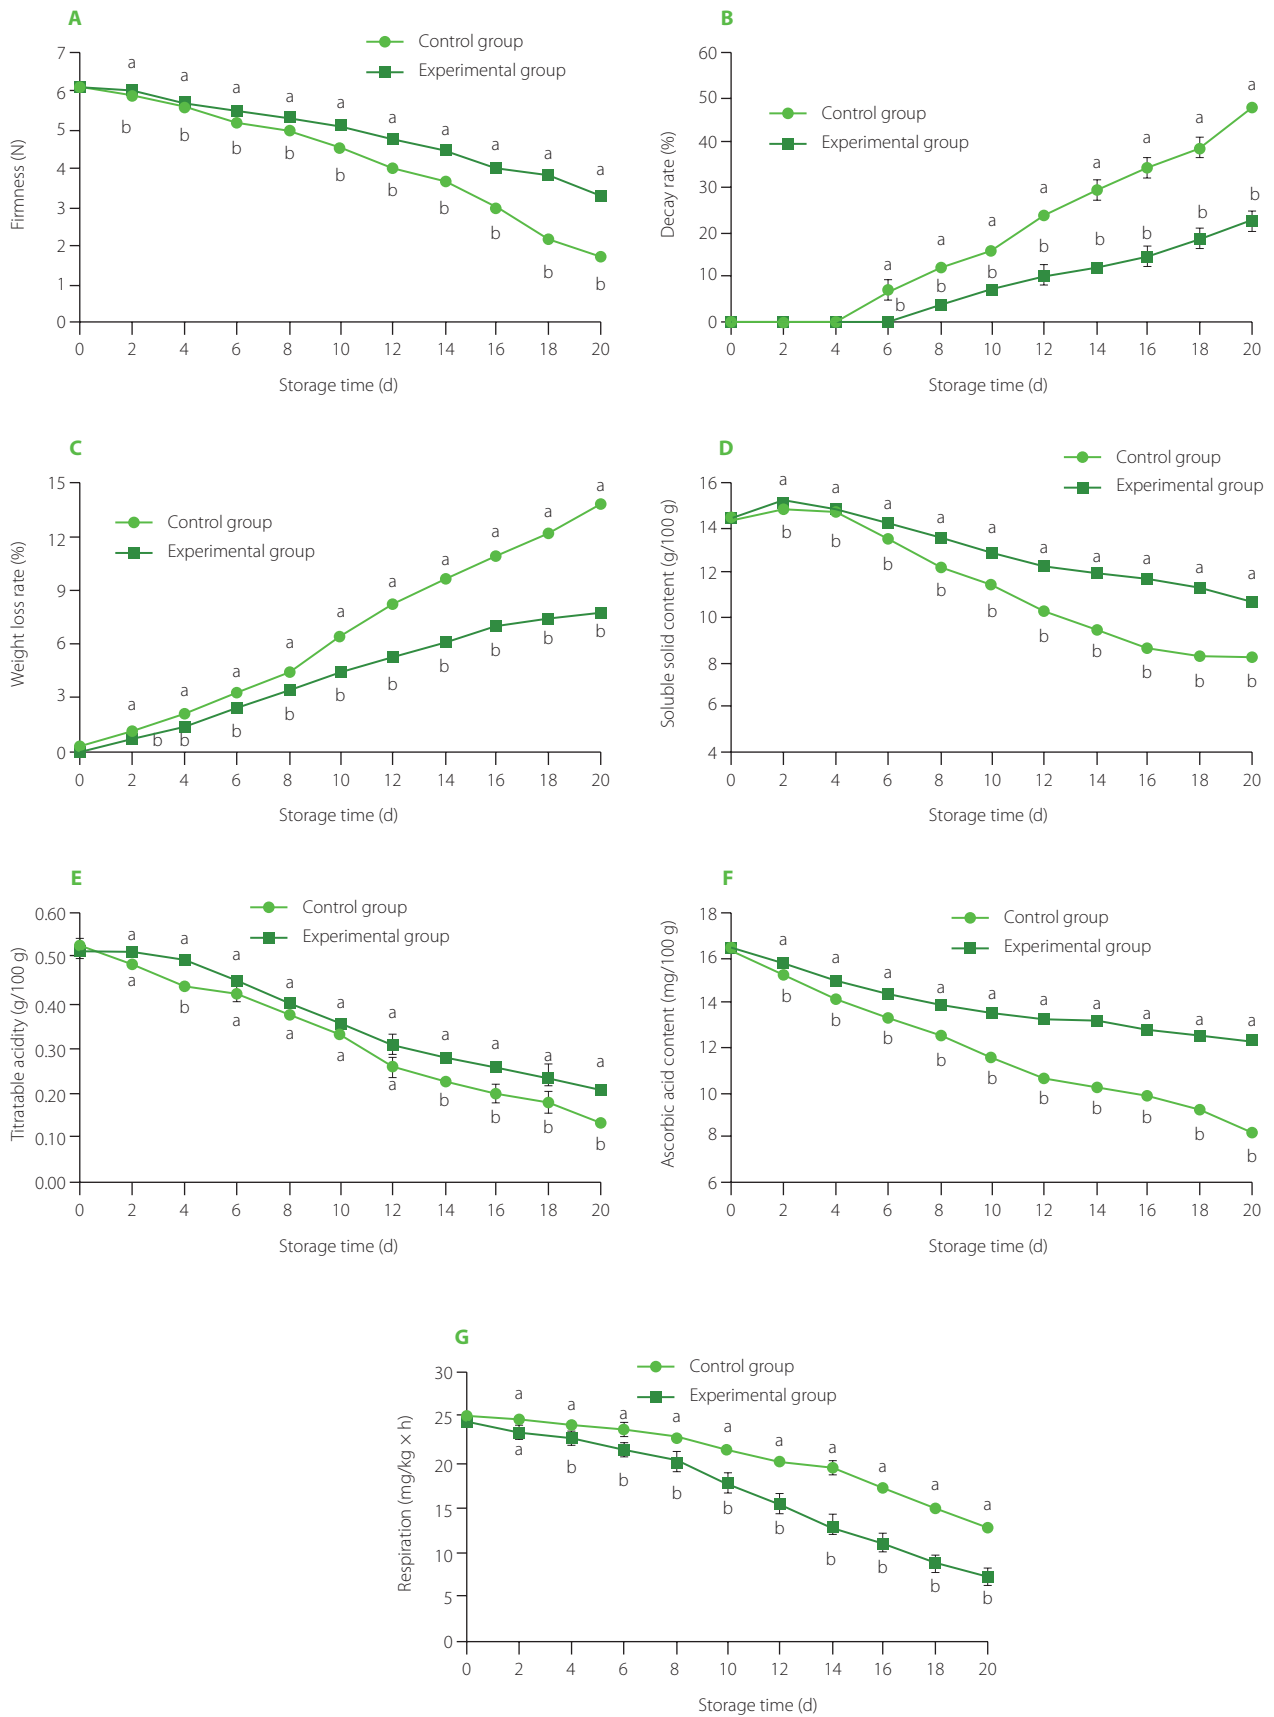 A
Control group
Experimental group
Firmness (N)
7
6
5
4
3
2
1
0
a a a a a a a a a a
b b b b b b b b b b
0 2 4 6 8 10 12 14 16 18 20
Storage time (d)
B
Control group
Experimental group
Decay rate (%)
60
50
40
30
20
10
0
a a a a a a a a
b b b b b b b b
0 2 4 6 8 10 12 14 16 18 20
Storage time (d)
C
Control group
Experimental group
Weight loss rate (%)
15
12
9
6
3
0
a a a a a a a a a a
b b b b b b b b b b
0 2 4 6 8 10 12 14 16 18 20
Storage time (d)
D
Control group
Experimental group
Soluble solid content (g/100 g)
16
14
12
10
8
6
4
a a a a a a a a a a
b b b b b b b b b b
0 2 4 6 8 10 12 14 16 18 20
Storage time (d)
E
Control group
Experimental group
Titratable acidity (g/100 g)
0.60
0.50
0.40
0.30
0.20
0.10
0.00
a a a a a a a a a a
a b a a a a b b b b
0 2 4 6 8 10 12 14 16 18 20
Storage time (d)
F
Control group
Experimental group
Ascorbic acid content (mg/100 g)
18
16
14
12
10
8
6
a a a a a a a a a a
b b b b b b b b b b
0 2 4 6 8 10 12 14 16 18 20
Storage time (d)
G
Control group
Experimental group
Respiration (mg/kg × h)
30
25
20
15
10
5
0
a a a a a a a a a a
a b b b b b b b b b
0 2 4 6 8 10 12 14 16 18 20
Storage time (d)